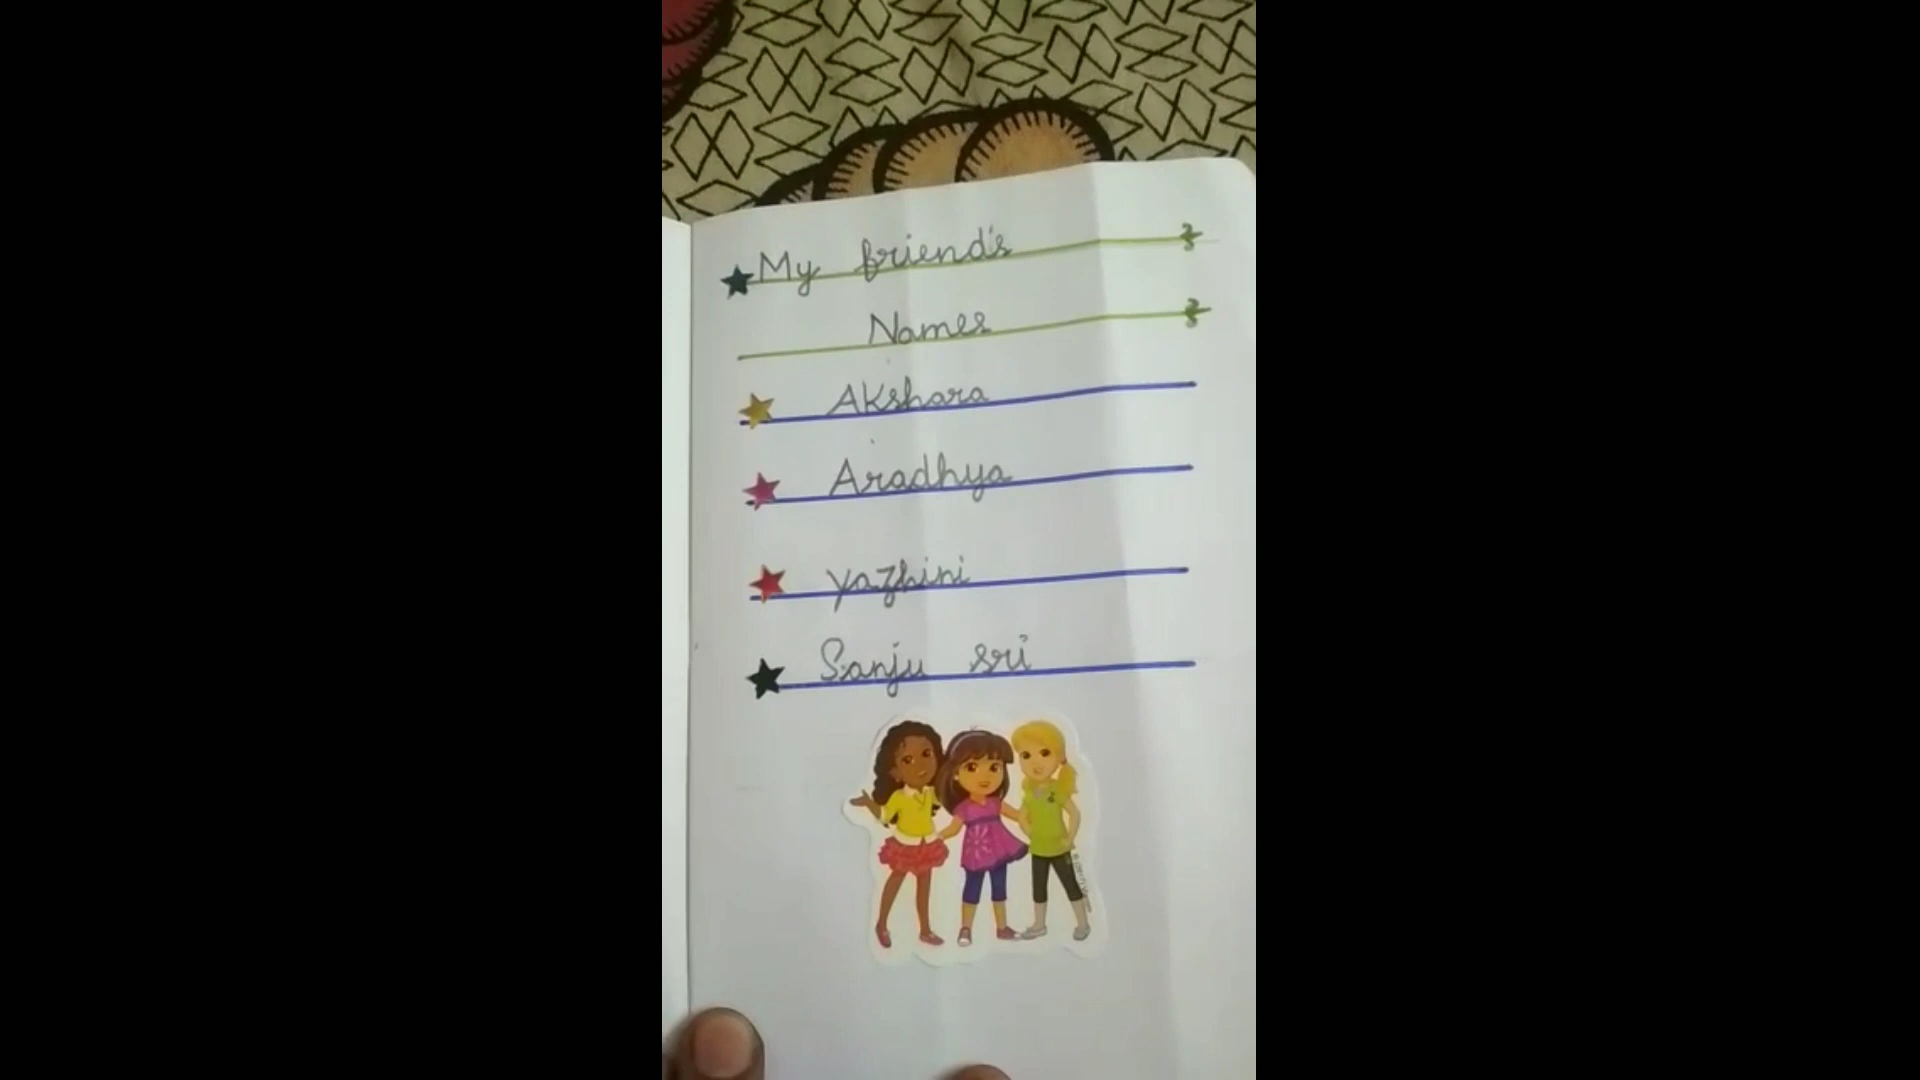 My friend's
Names
Akshara
Aradhya
yazhini
Sanju sri